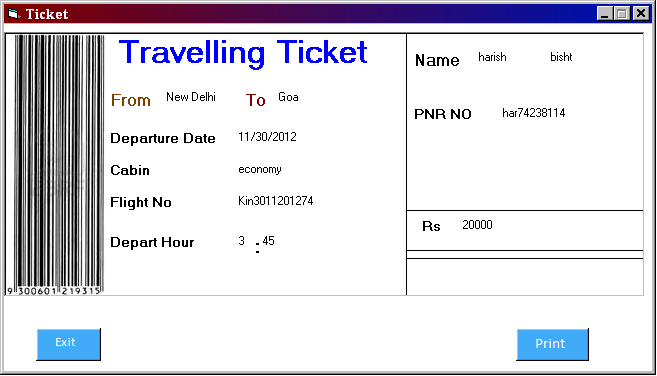 Ticket
Travelling Ticket
From New Delhi To Goa
Departure Date 11/30/2012
Cabin economy
Flight No Kin3011201274
Depart Hour 3 : 45
9 300601 219315
Name harish bisht
PNR NO har74238114
Rs 20000
Exit
Print